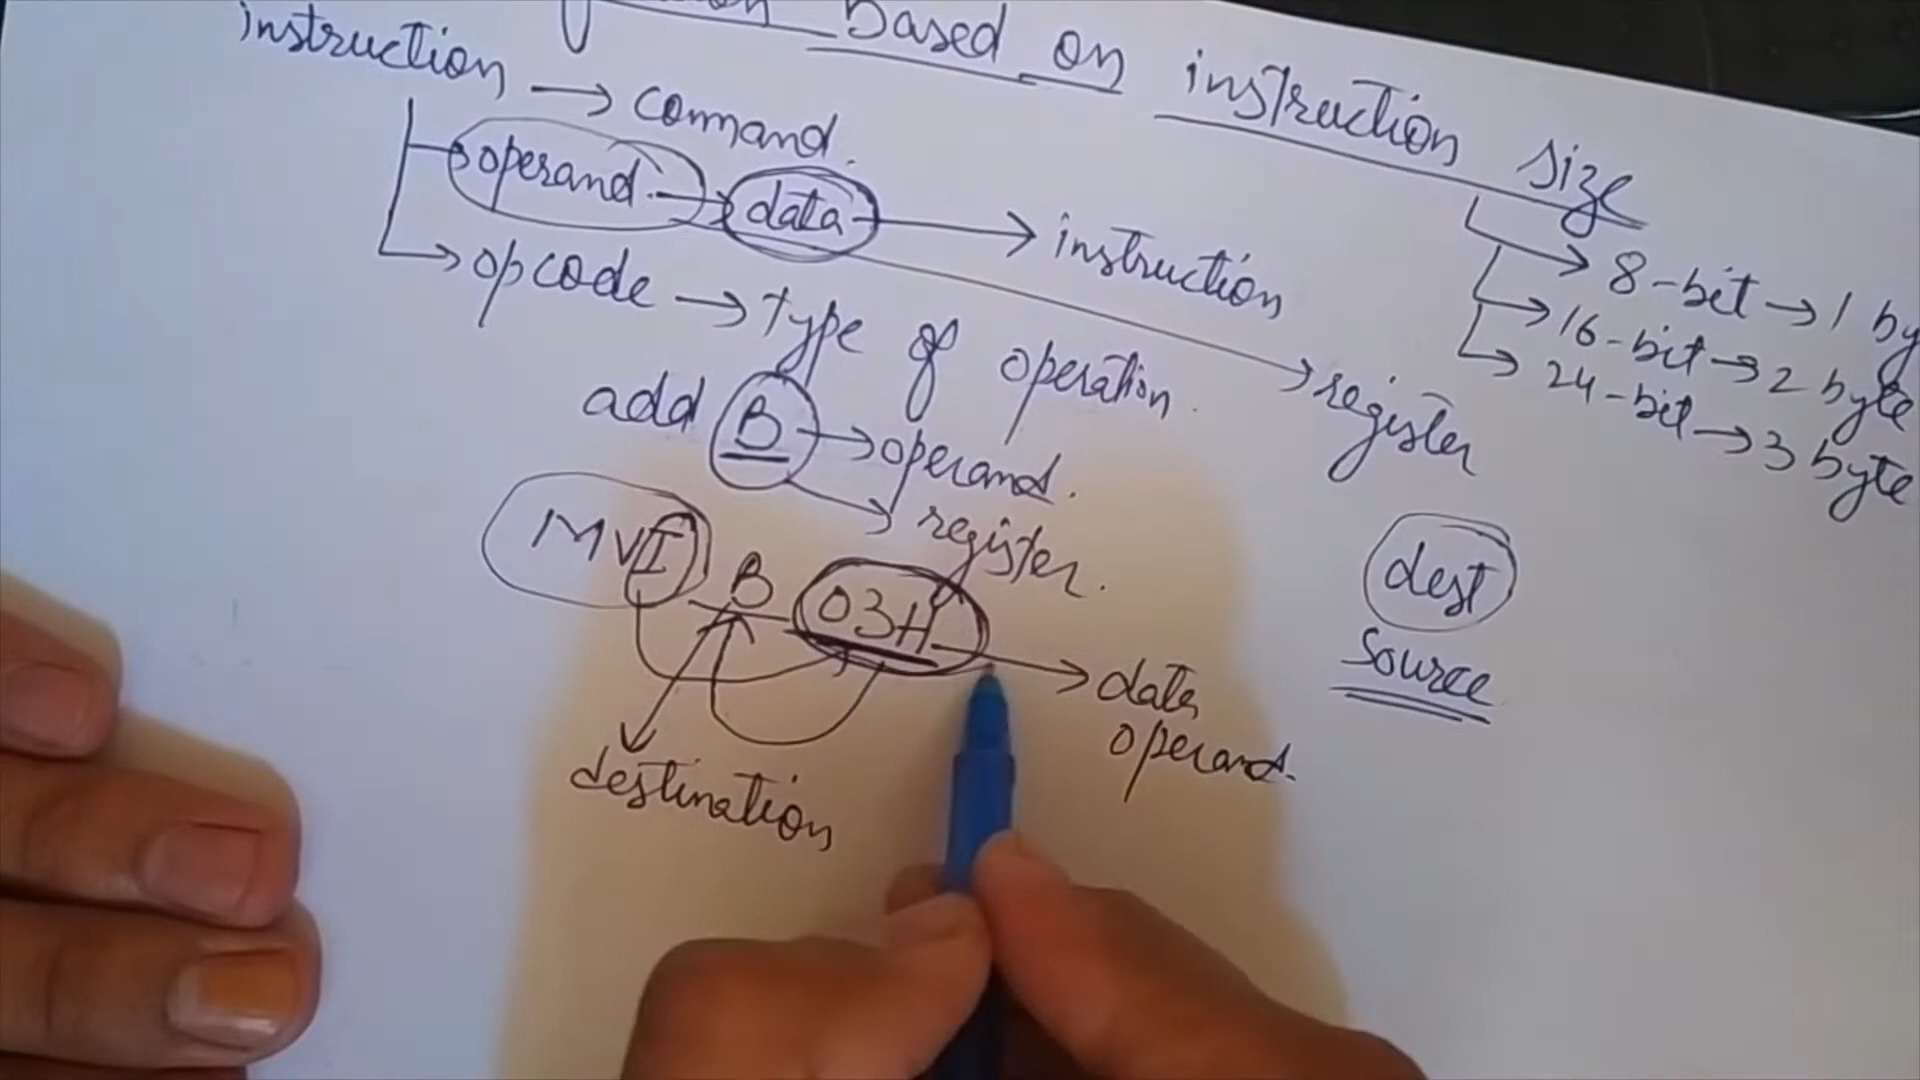 based on instruction size
instruction → command.
operand. → data → instruction
→ register
opcode → type of operation.
8-bit → 1 by
16-bit → 2 byte
24-bit → 3 byte
add B → operand.
register.
MVI B 03H → data
operand.
destination
dest
Source